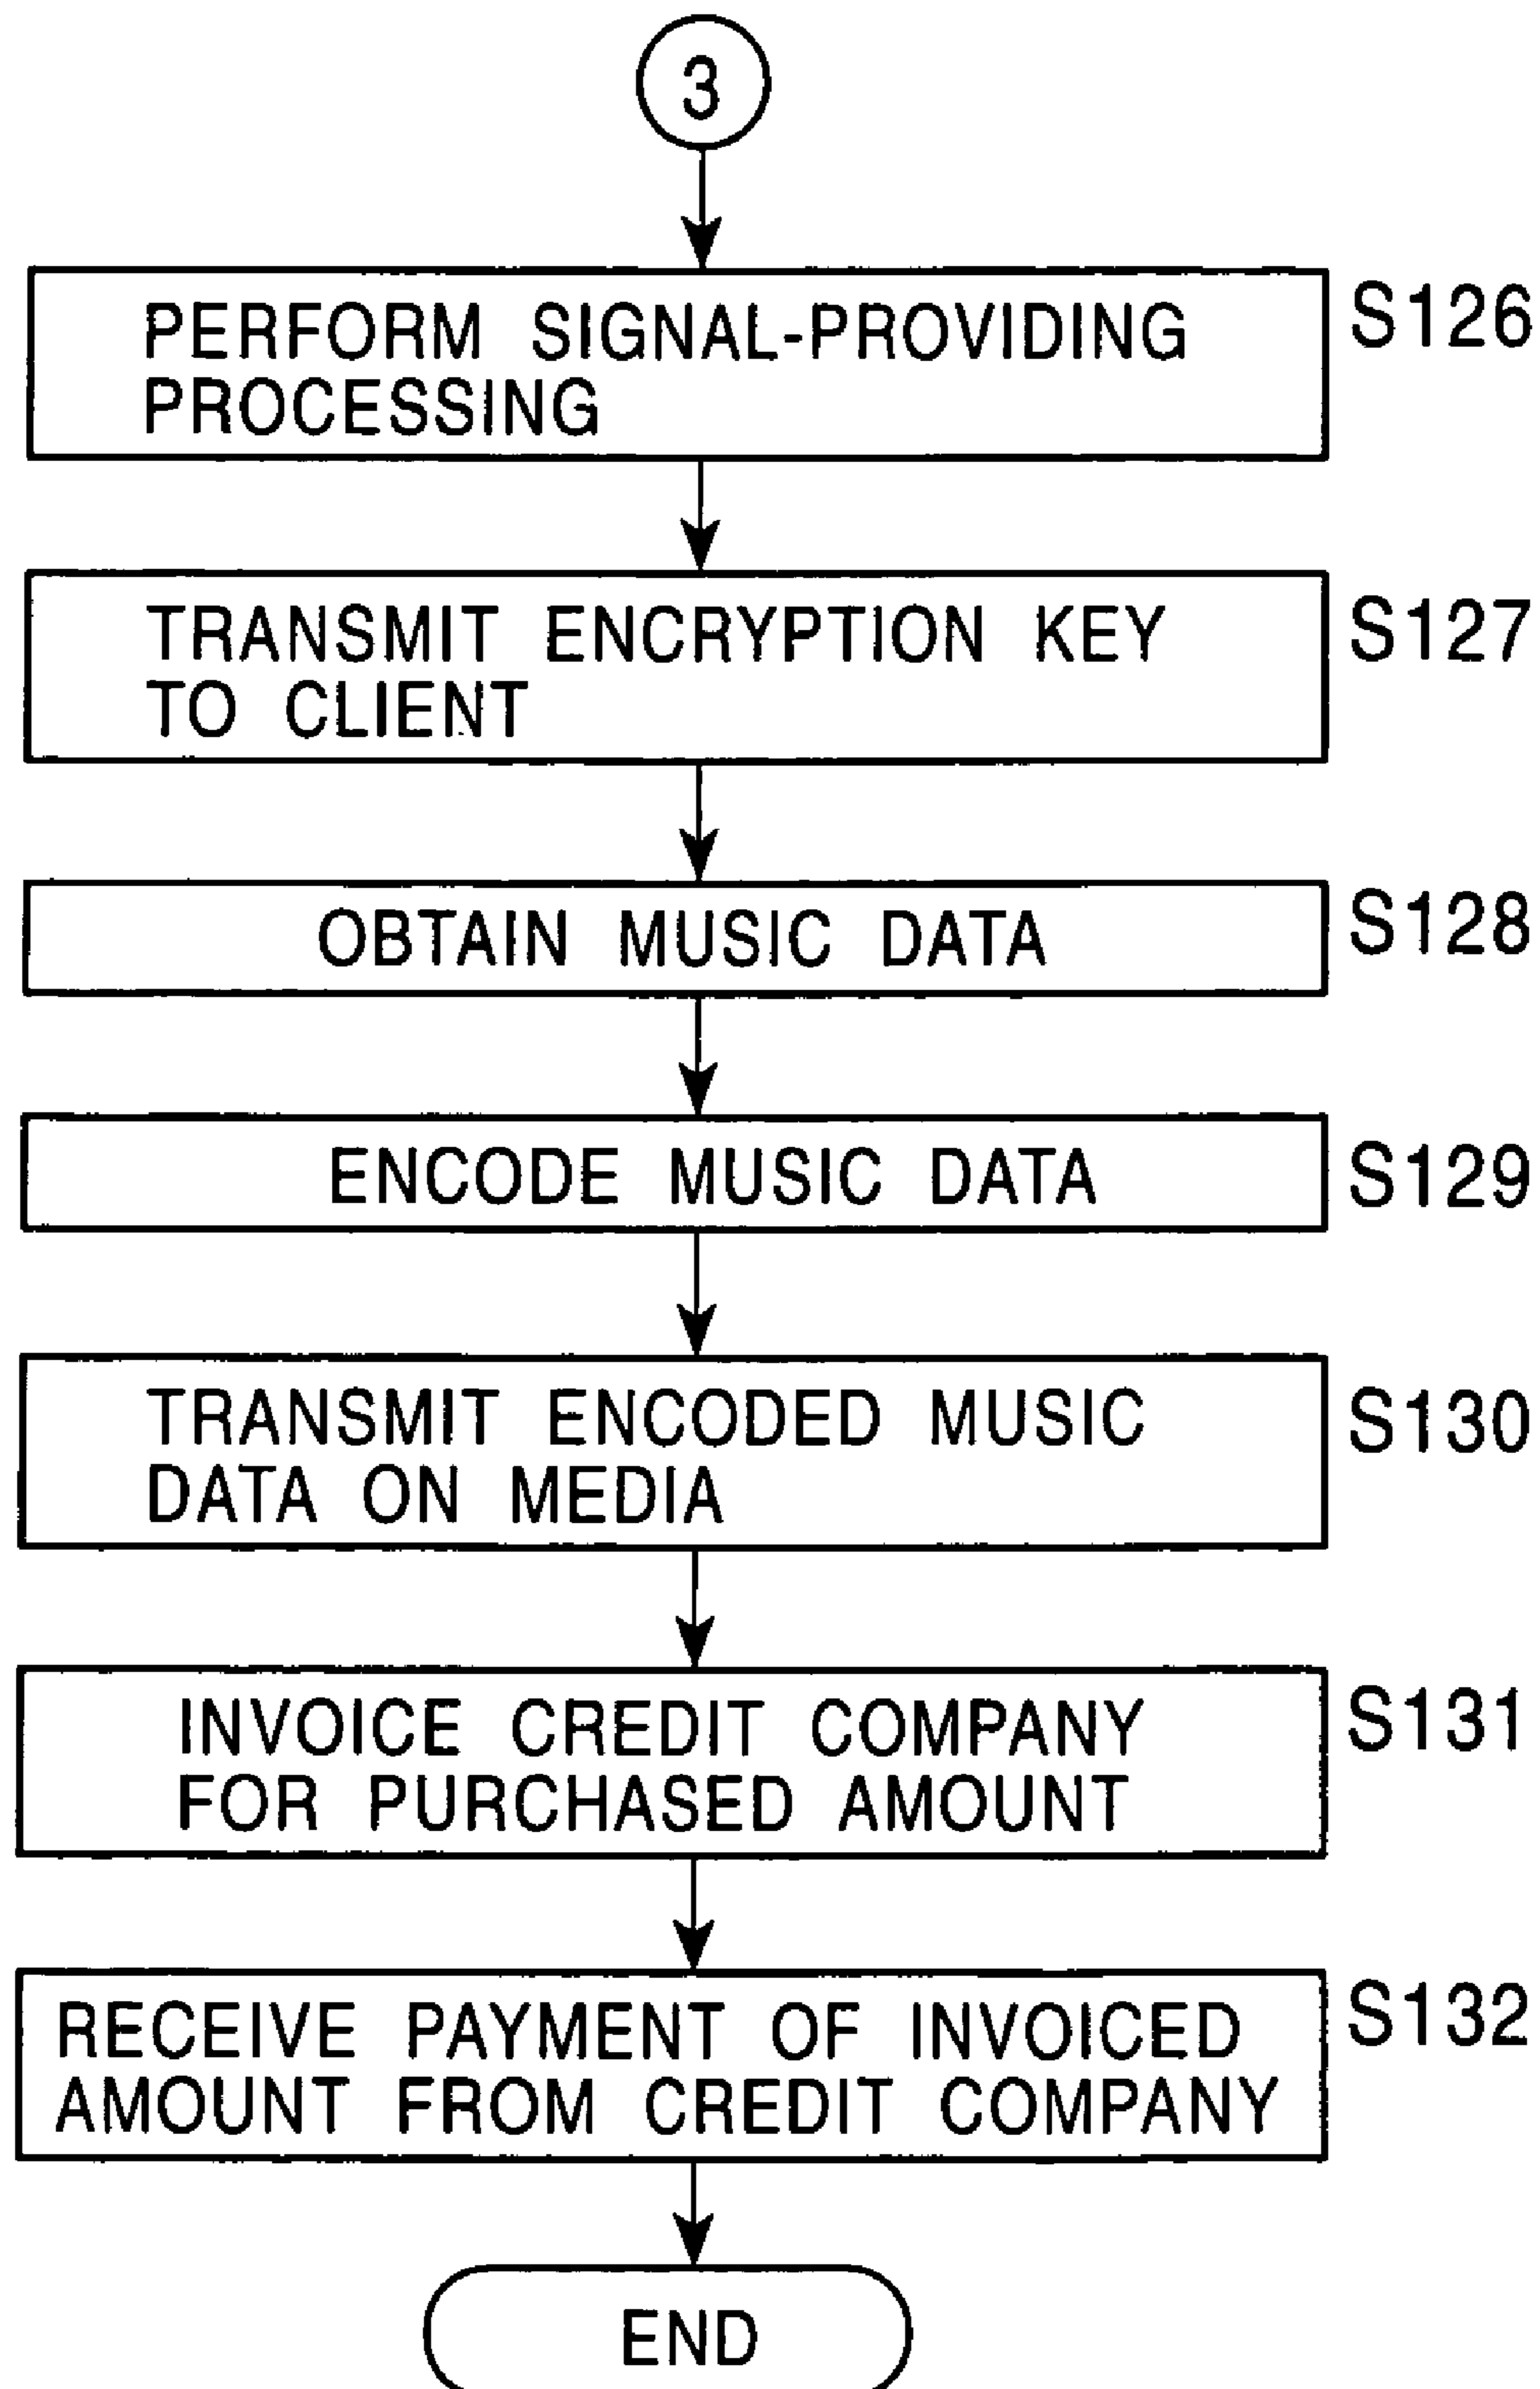 3
PERFORM SIGNAL-PROVIDING
PROCESSING
S126
TRANSMIT ENCRYPTION KEY
TO CLIENT
S127
OBTAIN MUSIC DATA
S128
ENCODE MUSIC DATA
S129
TRANSMIT ENCODED MUSIC
DATA ON MEDIA
S130
INVOICE CREDIT COMPANY
FOR PURCHASED AMOUNT
S131
RECEIVE PAYMENT OF INVOICED
AMOUNT FROM CREDIT COMPANY
S132
END